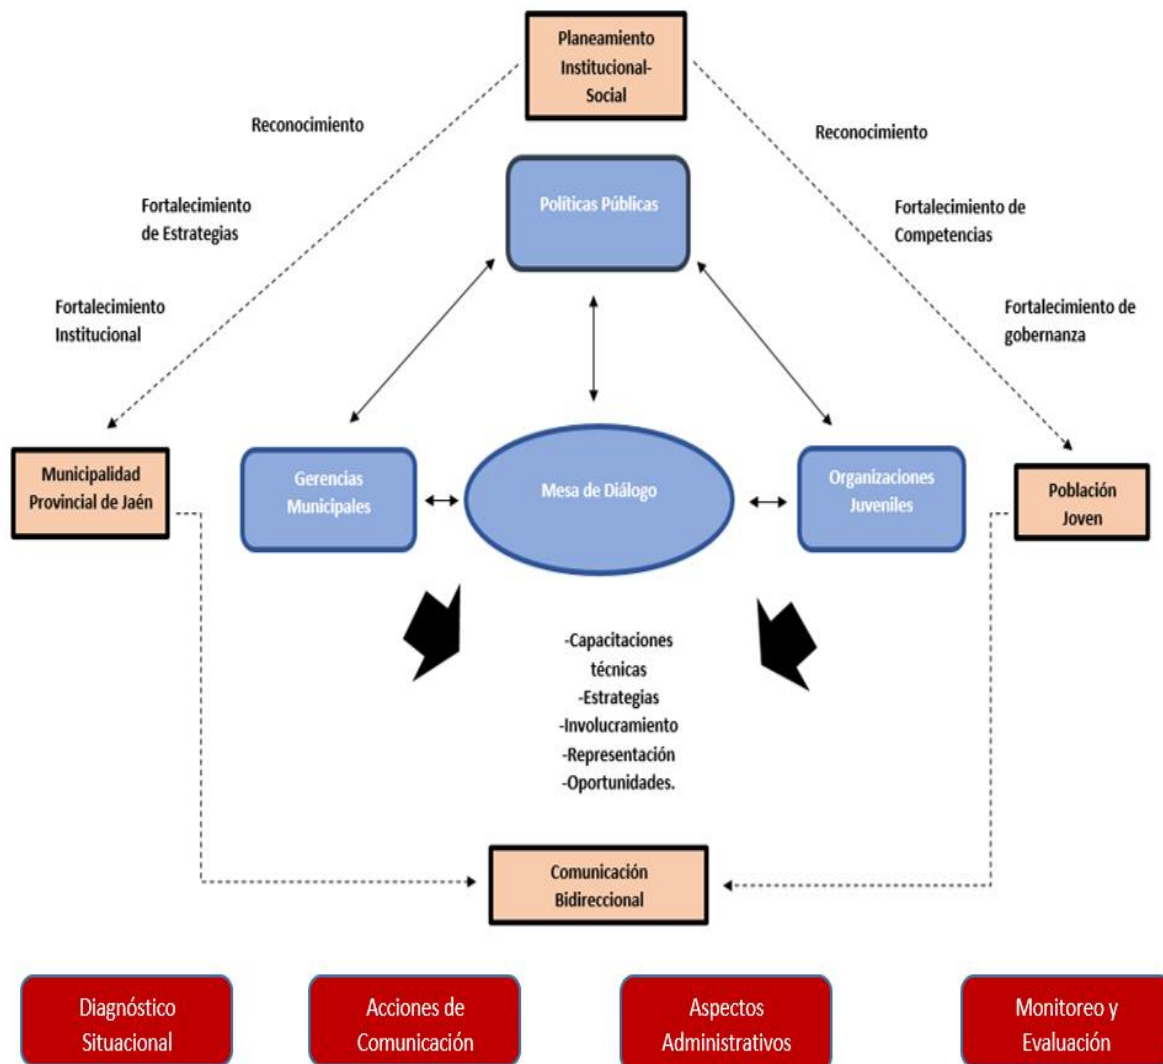 Planeamiento
Institucional-
Social
Reconocimiento
Reconocimiento
Políticas Públicas
Fortalecimiento
de Estrategias
Fortalecimiento de
Competencias
Fortalecimiento
Institucional
Fortalecimiento de
gobernanza
Municipalidad
Provincial de Jaén
Gerencias
Municipales
Mesa de Diálogo
Organizaciones
Juveniles
Población
Joven
-Capacitaciones
técnicas
-Estrategias
-Involucramiento
-Representación
-Oportunidades.
Comunicación
Bidireccional
Diagnóstico
Situacional
Acciones de
Comunicación
Aspectos
Administrativos
Monitoreo y
Evaluación